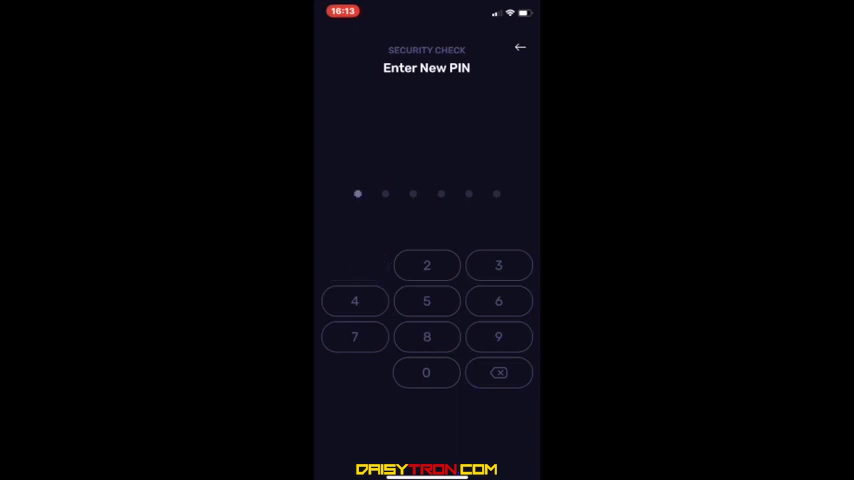 16:13
SECURITY CHECK
Enter New PIN
2 3
4 5 6
7 8 9
0
DAISYTRON.COM